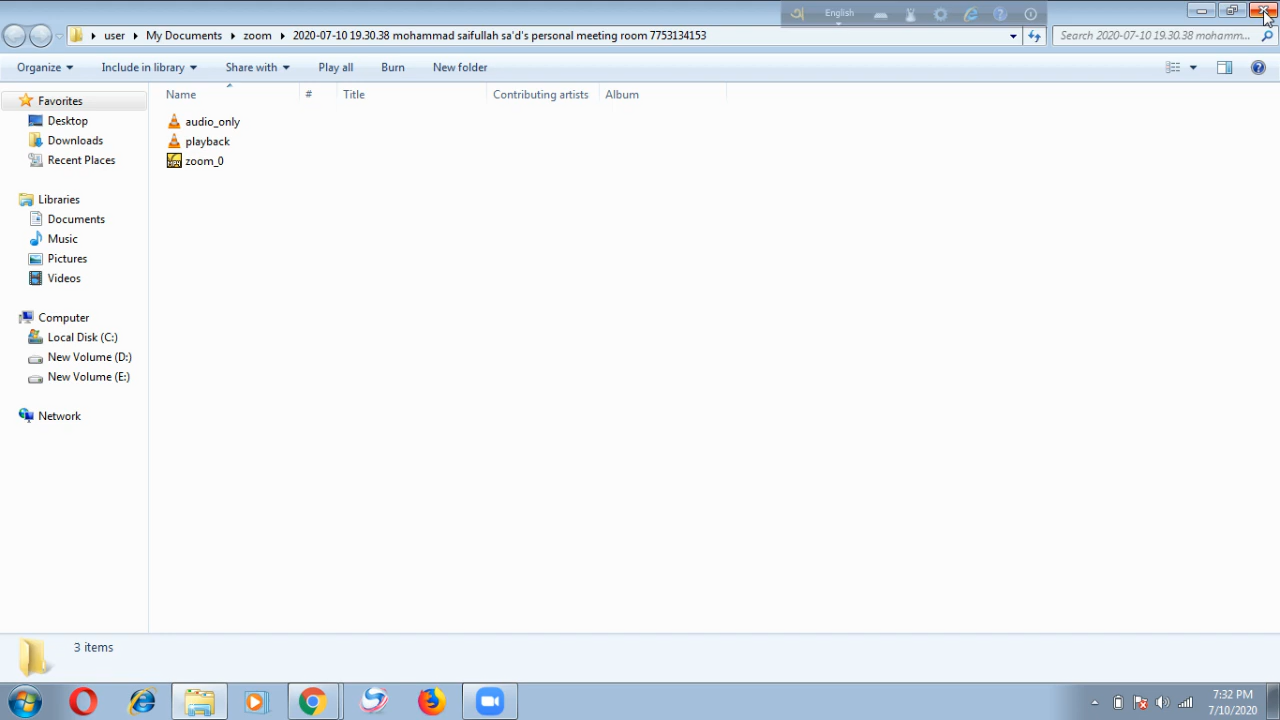 অ English
user My Documents zoom 2020-07-10 19.30.38 mohammad saifullah sa'd's personal meeting room 7753134153 Search 2020-07-10 19.30.38 mohamm...
Organize Include in library Share with Play all Burn New folder
Name # Title Contributing artists Album
Favorites
Desktop
Downloads
Recent Places
Libraries
Documents
Music
Pictures
Videos
Computer
Local Disk (C:)
New Volume (D:)
New Volume (E:)
Network
audio_only
playback
zoom_0
3 items
7:32 PM
7/10/2020